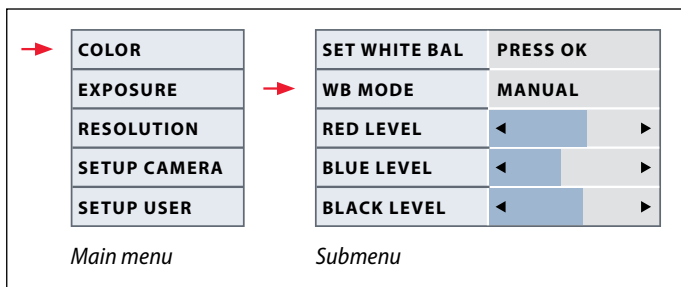 COLOR
EXPOSURE
RESOLUTION
SETUP CAMERA
SETUP USER
Main menu
SET WHITE BAL PRESS OK
WB MODE MANUAL
RED LEVEL
BLUE LEVEL
BLACK LEVEL
Submenu